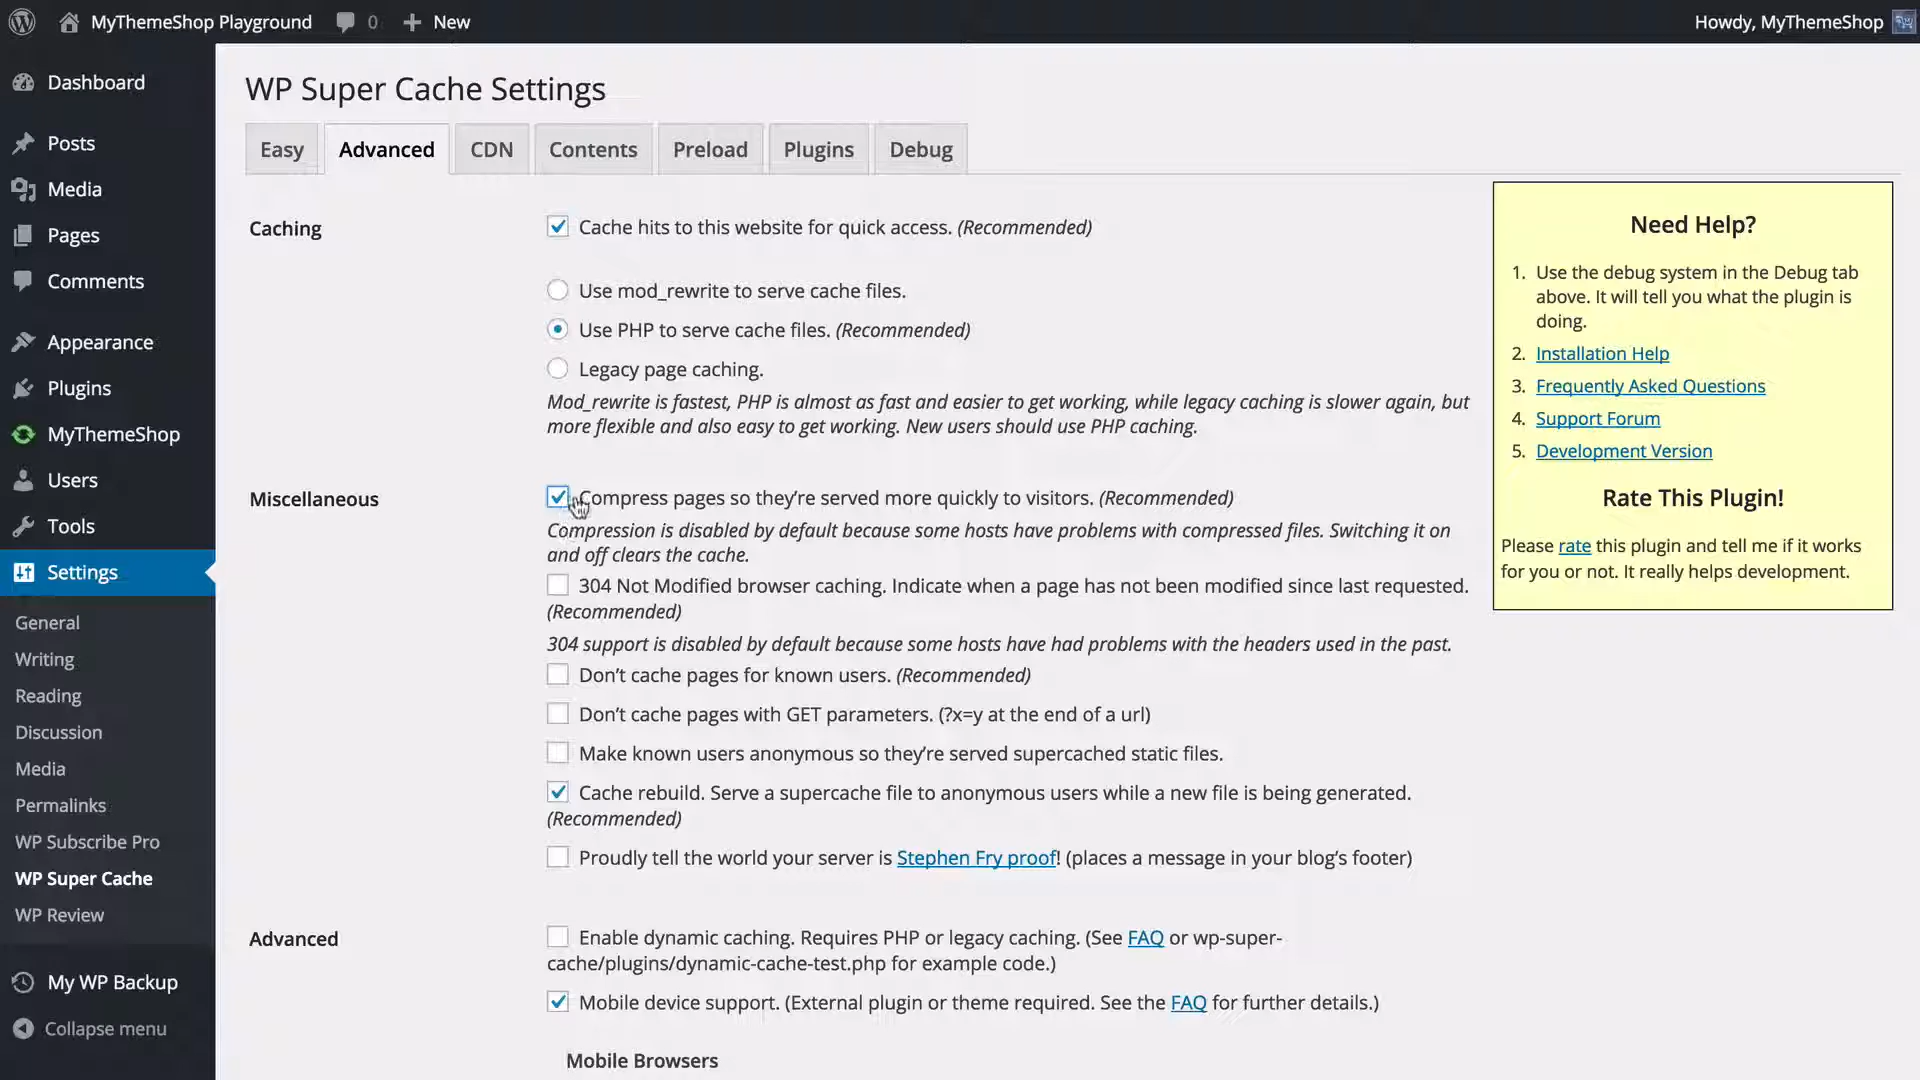 MyThemeShop Playground
0
New
Howdy, MyThemeShop
Dashboard
Posts
Media
Pages
Comments
Appearance
Plugins
MyThemeShop
Users
Tools
Settings
General
Writing
Reading
Discussion
Media
Permalinks
WP Subscribe Pro
WP Super Cache
WP Review
My WP Backup
Collapse menu
WP Super Cache Settings
Easy
Advanced
CDN
Contents
Preload
Plugins
Debug
Caching
Cache hits to this website for quick access. (Recommended)
Use mod_rewrite to serve cache files.
Use PHP to serve cache files. (Recommended)
Legacy page caching.
Mod_rewrite is fastest, PHP is almost as fast and easier to get working, while legacy caching is slower again, but
more flexible and also easy to get working. New users should use PHP caching.
Miscellaneous
Compress pages so they’re served more quickly to visitors. (Recommended)
Compression is disabled by default because some hosts have problems with compressed files. Switching it on
and off clears the cache.
304 Not Modified browser caching. Indicate when a page has not been modified since last requested.
(Recommended)
304 support is disabled by default because some hosts have had problems with the headers used in the past.
Don’t cache pages for known users. (Recommended)
Don’t cache pages with GET parameters. (?x=y at the end of a url)
Make known users anonymous so they’re served supercached static files.
Cache rebuild. Serve a supercache file to anonymous users while a new file is being generated.
(Recommended)
Proudly tell the world your server is Stephen Fry proof! (places a message in your blog’s footer)
Advanced
Enable dynamic caching. Requires PHP or legacy caching. (See FAQ or wp-super-
cache/plugins/dynamic-cache-test.php for example code.)
Mobile device support. (External plugin or theme required. See the FAQ for further details.)
Mobile Browsers
Need Help?
1. Use the debug system in the Debug tab
above. It will tell you what the plugin is
doing.
2. Installation Help
3. Frequently Asked Questions
4. Support Forum
5. Development Version
Rate This Plugin!
Please rate this plugin and tell me if it works
for you or not. It really helps development.